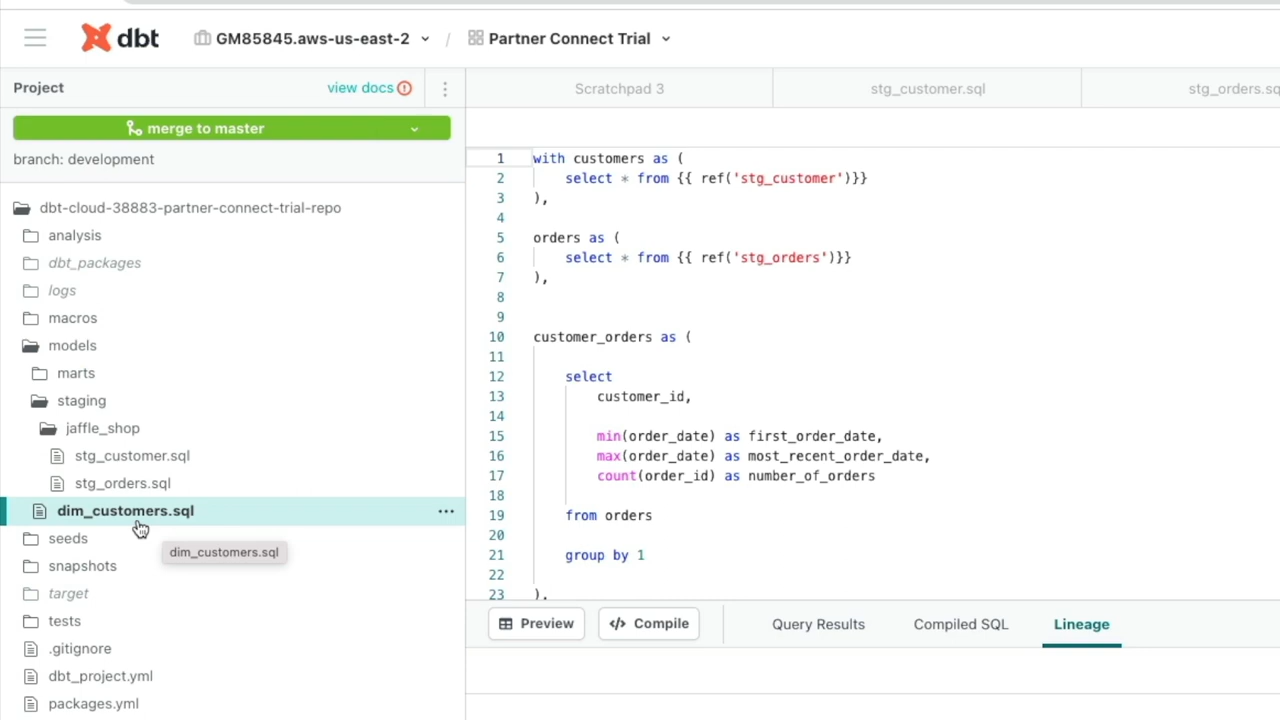 dbt
GM85845.aws-us-east-2 / Partner Connect Trial
Project view docs
merge to master
branch: development
dbt-cloud-38883-partner-connect-trial-repo
analysis
dbt_packages
logs
macros
models
marts
staging
jaffle_shop
stg_customer.sql
stg_orders.sql
dim_customers.sql ...
dim_customers.sql
seeds
snapshots
target
tests
.gitignore
dbt_project.yml
packages.yml
Scratchpad 3 stg_customer.sql stg_orders.sq
1 with customers as (
2 select * from {{ ref('stg_customer')}}
3 ),
4
5 orders as (
6 select * from {{ ref('stg_orders')}}
7 ),
8
9
10 customer_orders as (
11
12 select
13 customer_id,
14
15 min(order_date) as first_order_date,
16 max(order_date) as most_recent_order_date,
17 count(order_id) as number_of_orders
18
19 from orders
20
21 group by 1
22
23 ),
Preview </> Compile Query Results Compiled SQL Lineage